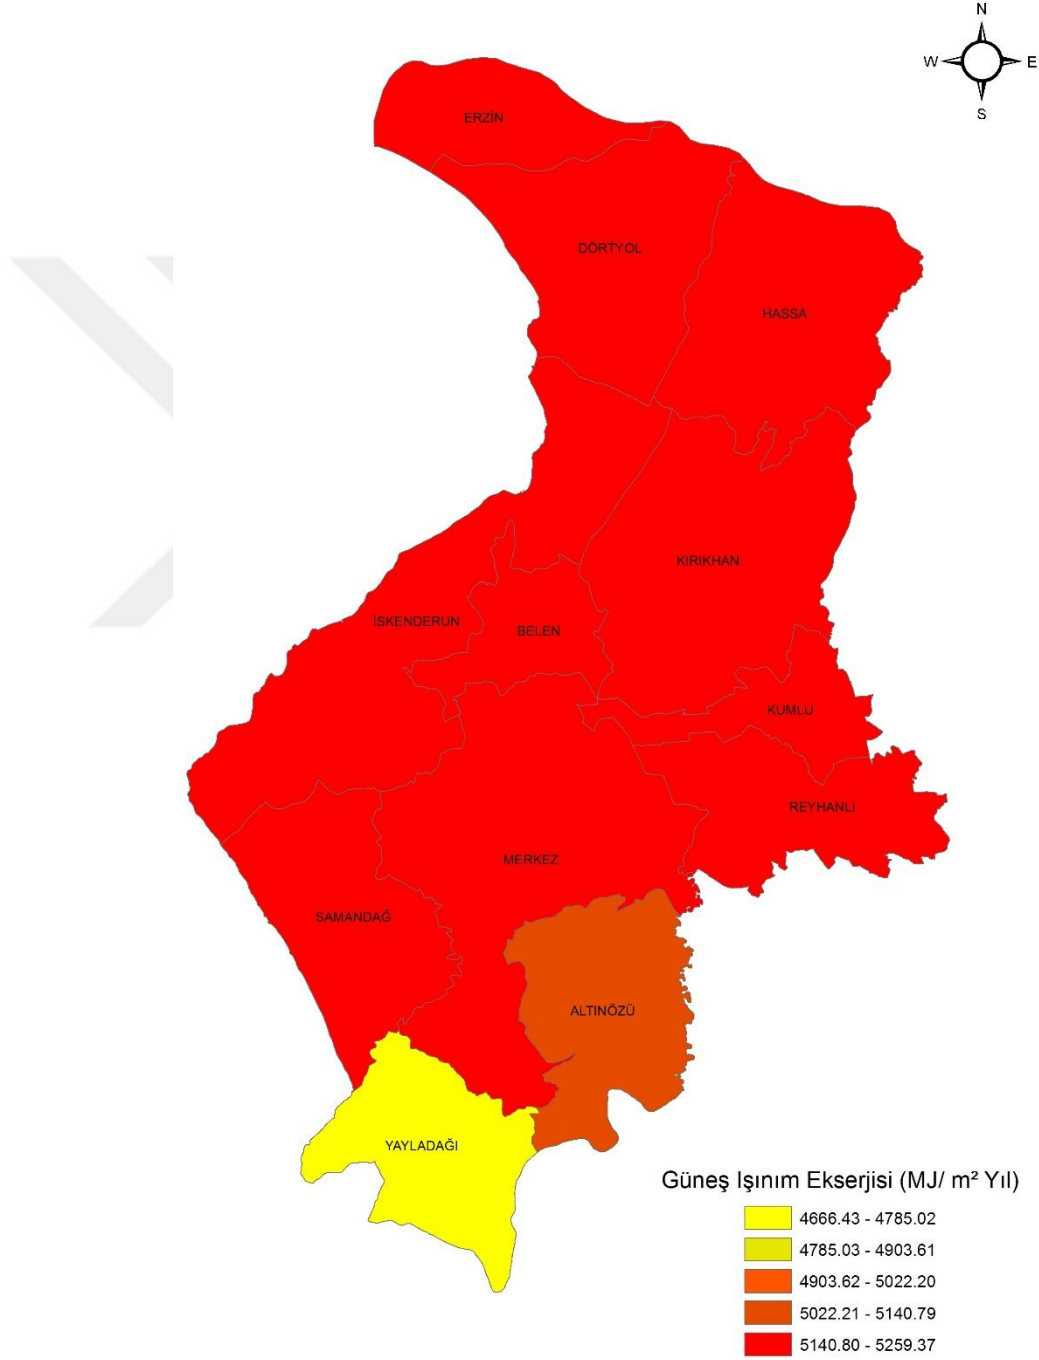 N
W E
S
ERZİN
DÖRTYOL
HASSA
KIRIKHAN
İSKENDERUN
BELEN
KUMLU
REYHANLI
MERKEZ
SAMANDAĞ
ALTINÖZÜ
YAYLADAĞI
Güneş Işınım Ekserjisi (MJ/ m² Yıl)
4666.43 - 4785.02
4785.03 - 4903.61
4903.62 - 5022.20
5022.21 - 5140.79
5140.80 - 5259.37